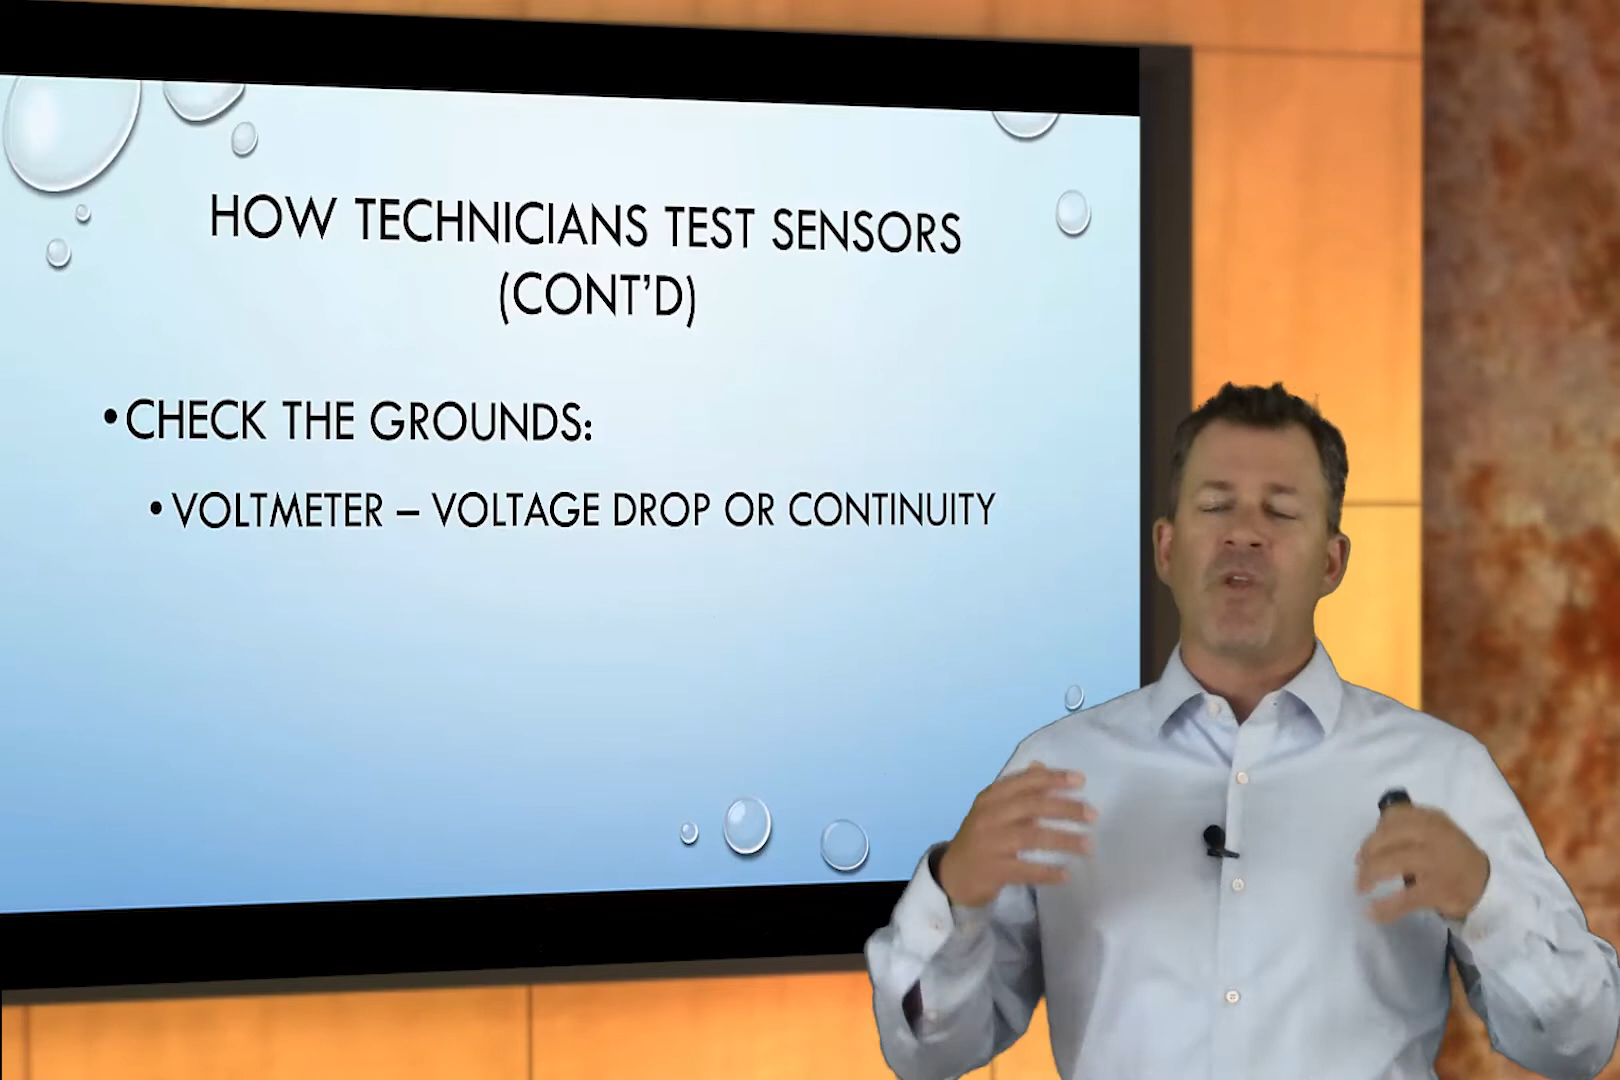 HOW TECHNICIANS TEST SENSORS
(CONT'D)
•CHECK THE GROUNDS:
•VOLTMETER – VOLTAGE DROP OR CONTINUITY